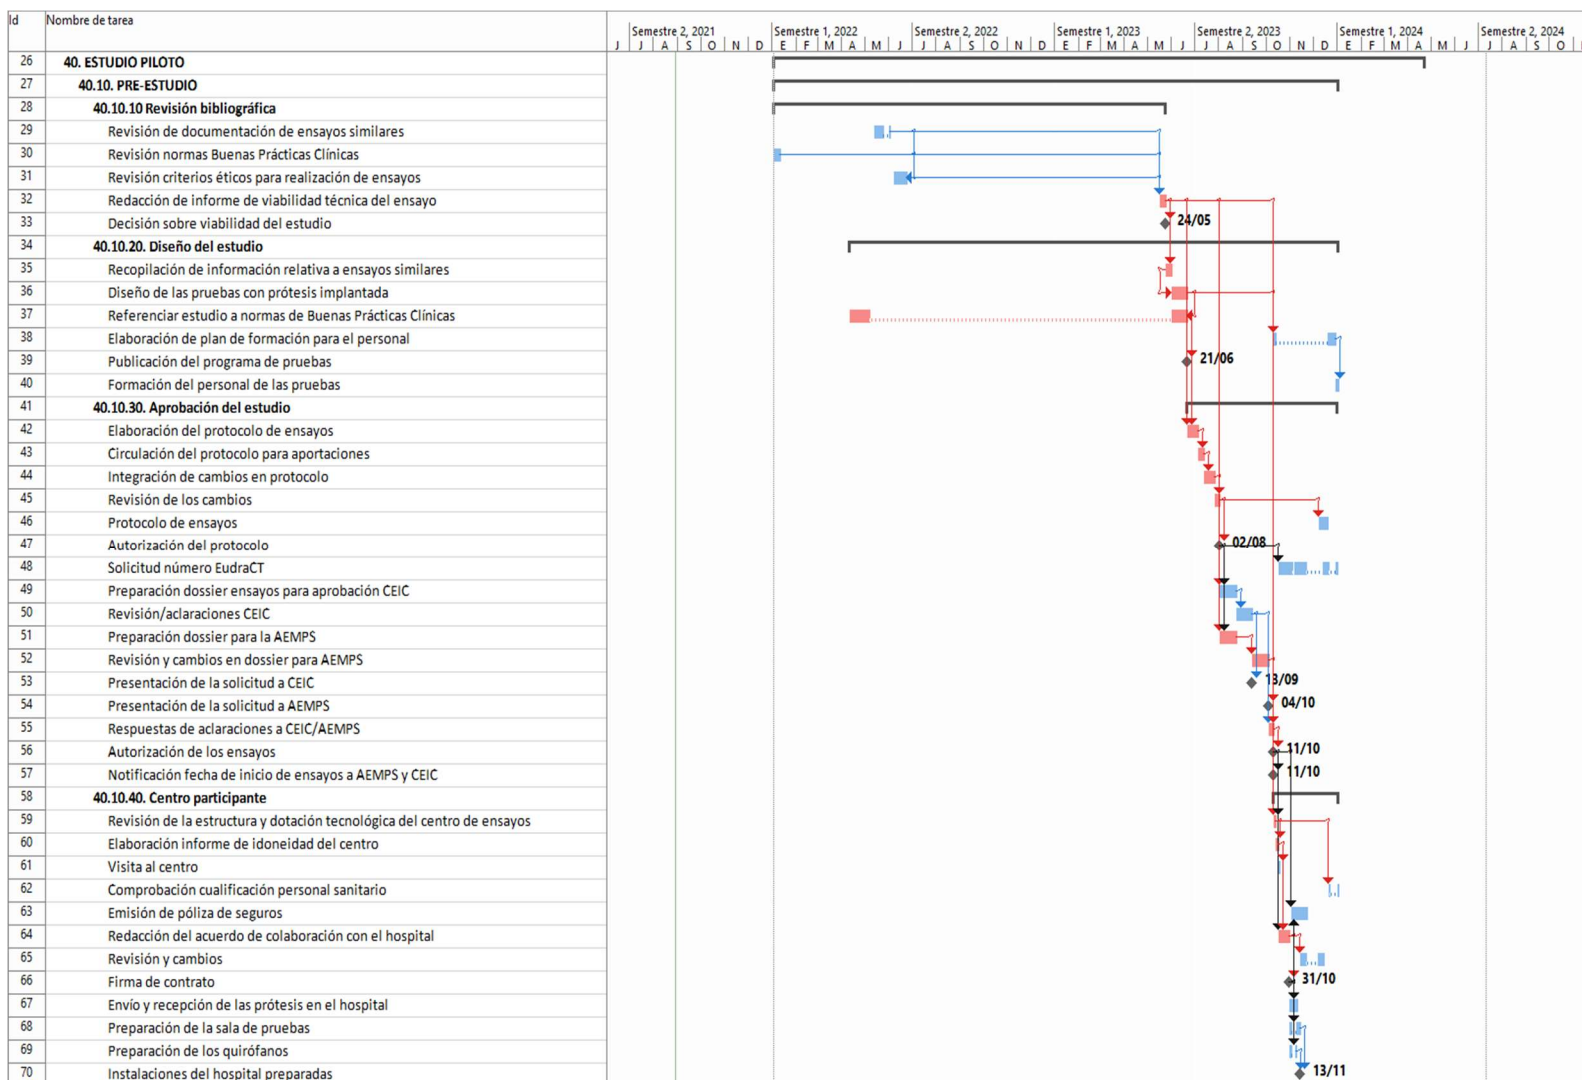 Id Nombre de tarea
Semestre 2, 2021 Semestre 1, 2022 Semestre 2, 2022 Semestre 1, 2023 Semestre 2, 2023 Semestre 1, 2024 Semestre 2, 2024
J J A S O N D E F M A M J J A S O N D E F M A M J J A S O N D E F M A M J J A S O
26 40. ESTUDIO PILOTO
27 40.10. PRE-ESTUDIO
28 40.10.10 Revisión bibliográfica
29 Revisión de documentación de ensayos similares
30 Revisión normas Buenas Prácticas Clínicas
31 Revisión criterios éticos para realización de ensayos
32 Redacción de informe de viabilidad técnica del ensayo
33 Decisión sobre viabilidad del estudio 24/05
34 40.10.20. Diseño del estudio
35 Recopilación de información relativa a ensayos similares
36 Diseño de las pruebas con prótesis implantada
37 Referenciar estudio a normas de Buenas Prácticas Clínicas
38 Elaboración de plan de formación para el personal
39 Publicación del programa de pruebas 21/06
40 Formación del personal de las pruebas
41 40.10.30. Aprobación del estudio
42 Elaboración del protocolo de ensayos
43 Circulación del protocolo para aportaciones
44 Integración de cambios en protocolo
45 Revisión de los cambios
46 Protocolo de ensayos
47 Autorización del protocolo 02/08
48 Solicitud número EudraCT
49 Preparación dossier ensayos para aprobación CEIC
50 Revisión/aclaraciones CEIC
51 Preparación dossier para la AEMPS
52 Revisión y cambios en dossier para AEMPS
53 Presentación de la solicitud a CEIC 13/09
54 Presentación de la solicitud a AEMPS 04/10
55 Respuestas de aclaraciones a CEIC/AEMPS
56 Autorización de los ensayos 11/10
57 Notificación fecha de inicio de ensayos a AEMPS y CEIC 11/10
58 40.10.40. Centro participante
59 Revisión de la estructura y dotación tecnológica del centro de ensayos
60 Elaboración informe de idoneidad del centro
61 Visita al centro
62 Comprobación cualificación personal sanitario
63 Emisión de póliza de seguros
64 Redacción del acuerdo de colaboración con el hospital
65 Revisión y cambios
66 Firma de contrato 31/10
67 Envío y recepción de las prótesis en el hospital
68 Preparación de la sala de pruebas
69 Preparación de los quirófanos
70 Instalaciones del hospital preparadas 13/11